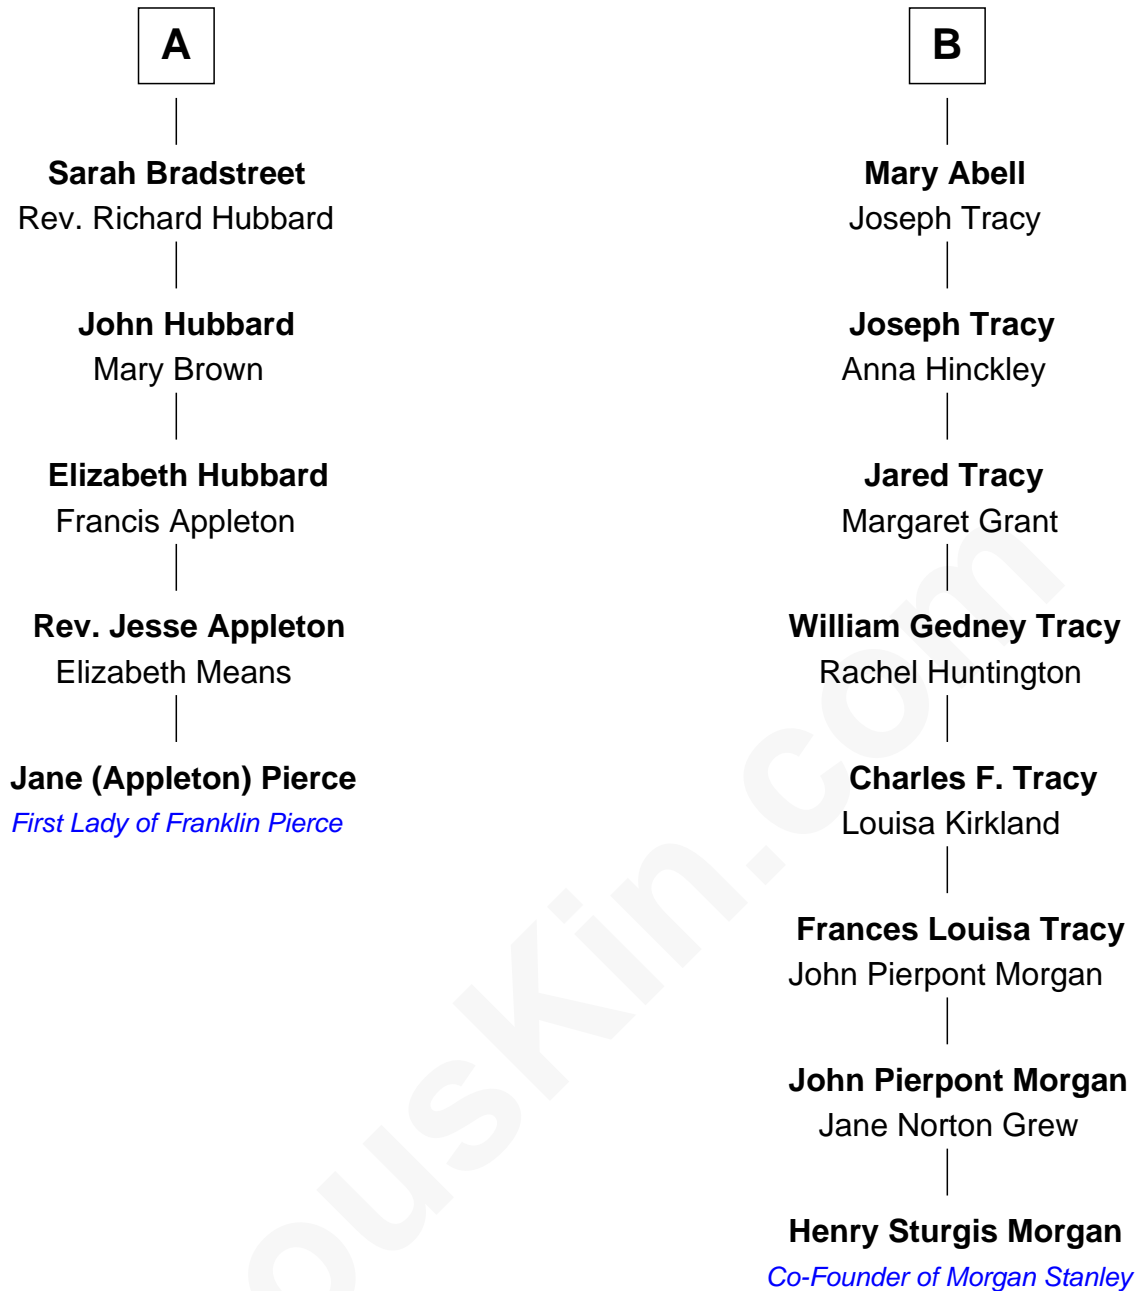 A
Sarah Bradstreet
Rev. Richard Hubbard
John Hubbard
Mary Brown
Elizabeth Hubbard
Francis Appleton
Rev. Jesse Appleton
Elizabeth Means
Jane (Appleton) Pierce
First Lady of Franklin Pierce
B
Mary Abell
Joseph Tracy
Joseph Tracy
Anna Hinckley
Jared Tracy
Margaret Grant
William Gedney Tracy
Rachel Huntington
Charles F. Tracy
Louisa Kirkland
Frances Louisa Tracy
John Pierpont Morgan
John Pierpont Morgan
Jane Norton Grew
Henry Sturgis Morgan
Co-Founder of Morgan Stanley
ousKin.com